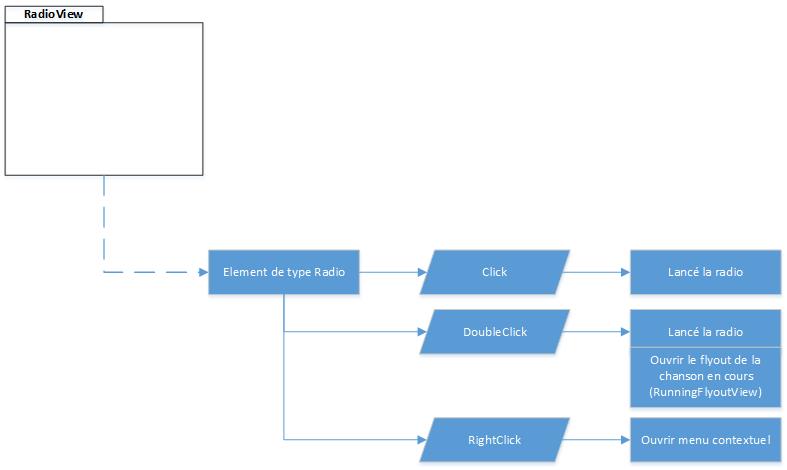 RadioView
Element de type Radio
Click
Lancé la radio
DoubleClick
Lancé la radio
Ouvrir le flyout de la
chanson en cours
(RunningFlyoutView)
RightClick
Ouvrir menu contextuel